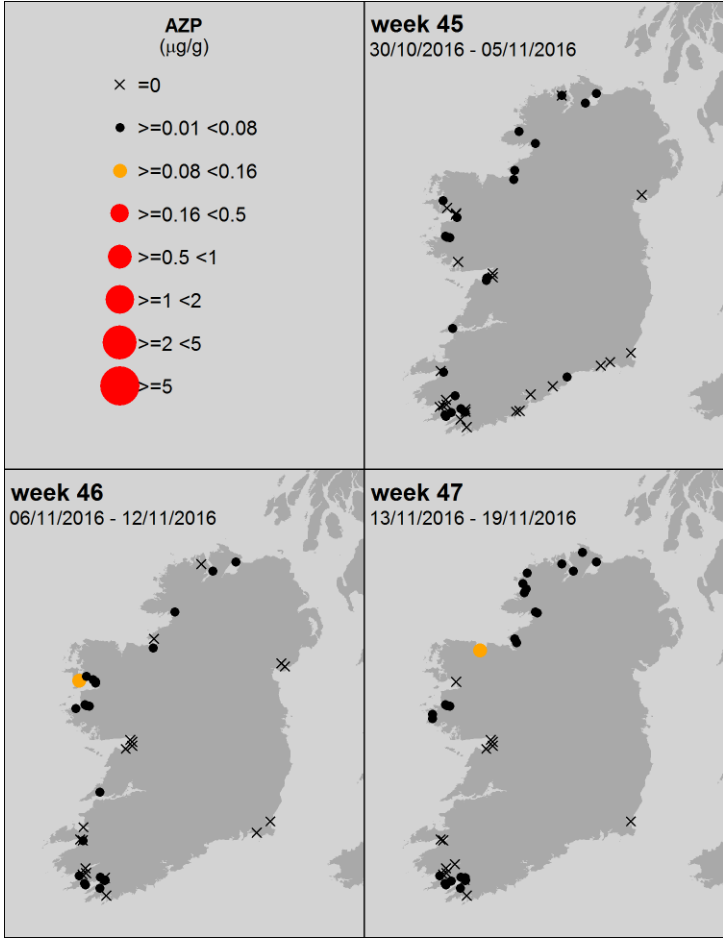 AZP
(μg/g)
=0
>=0.01 <0.08
>=0.08 <0.16
>=0.16 <0.5
>=0.5 <1
>=1 <2
>=2 <5
>=5
week 45
30/10/2016 - 05/11/2016
week 46
06/11/2016 - 12/11/2016
week 47
13/11/2016 - 19/11/2016